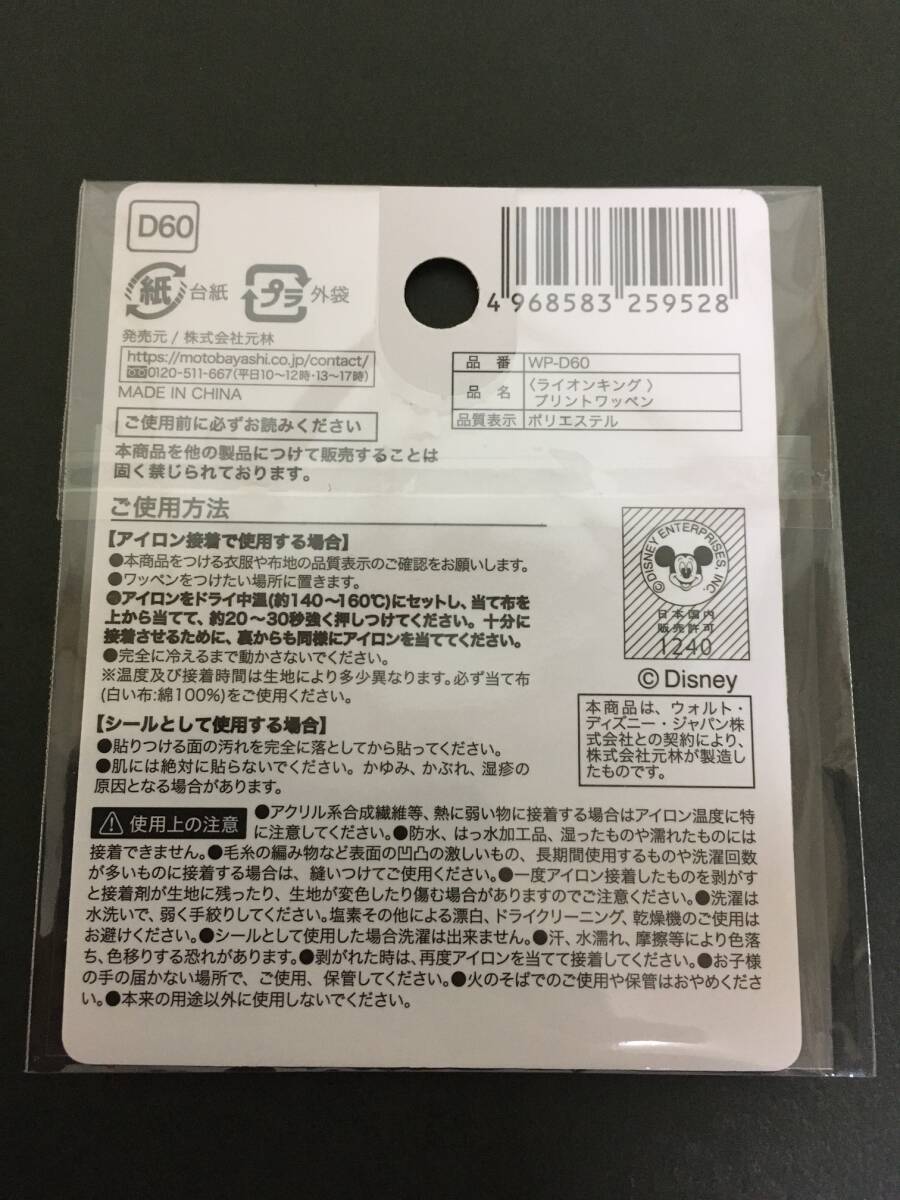 D60
紙 台紙
プラ 外袋
4 968583 259528
発売元 / 株式会社元林
https://motobayashi.co.jp/contact/
0120-511-667(平日10〜12時・13〜17時)
MADE IN CHINA
品 番 WP-D60
品 名 〈ライオンキング 〉
プリントワッペン
品質表示 ポリエステル
ご使用前に必ずお読みください
本商品を他の製品につけて販売することは
固く禁じられております。
ご使用方法
【アイロン接着で使用する場合】
●本商品をつける衣服や布地の品質表示のご確認をお願いします。
●ワッペンをつけたい場所に置きます。
●アイロンをドライ中温(約140〜160℃)にセットし、当て布を
上から当てて、約20〜30秒強く押しつけてください。十分に
接着させるために、裏からも同様にアイロンを当ててください。
●完全に冷えるまで動かさないでください。
※温度及び接着時間は生地により多少異なります。必ず当て布
(白い布:綿100%)をご使用ください。
【シールとして使用する場合】
●貼りつける面の汚れを完全に落としてから貼ってください。
●肌には絶対に貼らないでください。かゆみ、かぶれ、湿疹の
原因となる場合があります。
©DISNEY ENTERPRISES, INC.
日本国内
販売許可
1240
© Disney
本商品は、ウォルト・
ディズニー・ジャパン株
式会社との契約により、
株式会社元林が製造し
たものです。
使用上の注意 ●アクリル系合成繊維等、熱に弱い物に接着する場合はアイロン温度に特
に注意してください。●防水、はっ水加工品、湿ったものや濡れたものには
接着できません。●毛糸の編み物など表面の凹凸の激しいもの、長期間使用するものや洗濯回数
が多いものに接着する場合は、縫いつけてご使用ください。●一度アイロン接着したものを剥がす
と接着剤が生地に残ったり、生地が変色したり傷む場合がありますのでご注意ください。●洗濯は
水洗いで、弱く手絞りしてください。塩素その他による漂白、ドライクリーニング、乾燥機のご使用は
お避けください。●シールとして使用した場合洗濯は出来ません。●汗、水濡れ、摩擦等により色落
ち、色移りする恐れがあります。●剥がれた時は、再度アイロンを当てて接着してください。●お子様
の手の届かない場所で、ご使用、保管してください。●火のそばでのご使用や保管はおやめくださ
い。●本来の用途以外に使用しないでください。